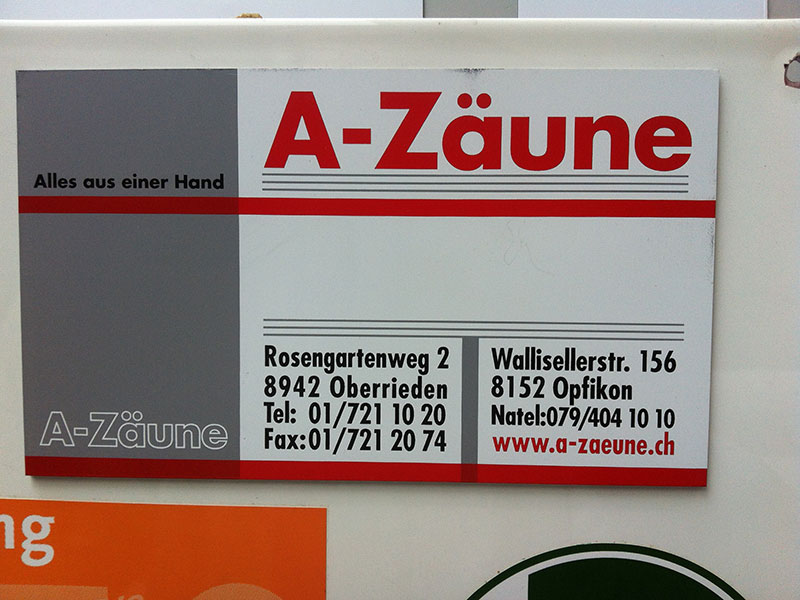 A-Zäune
Alles aus einer Hand
A-Zäune
Rosengartenweg 2
8942 Oberrieden
Tel: 01/721 10 20
Fax:01/721 20 74
Wallisellerstr. 156
8152 Opfikon
Natel:079/404 10 10
www.a-zaeune.ch
ng